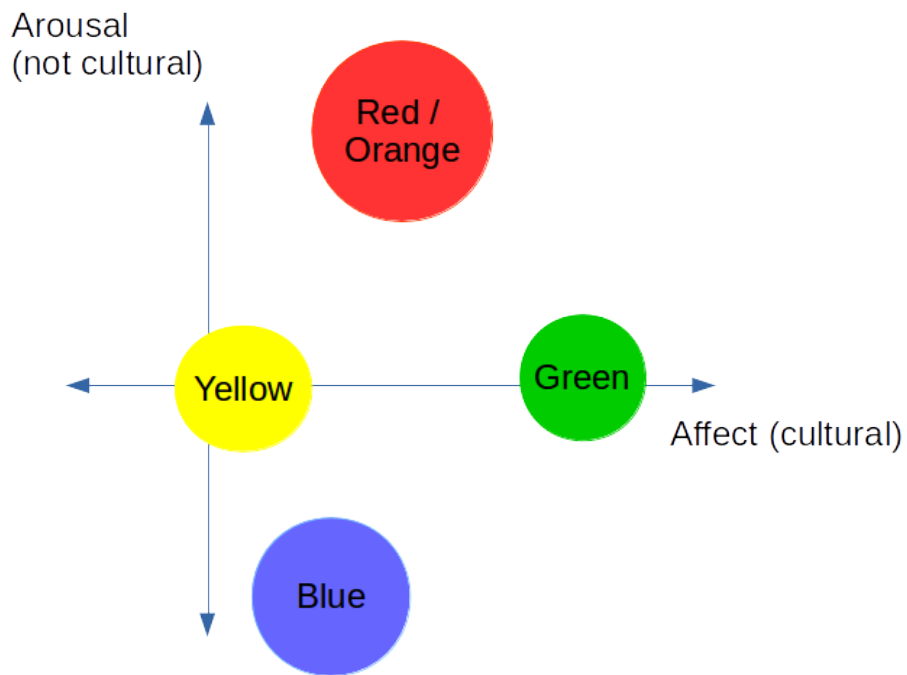 Arousal
(not cultural)
Red /
Orange
Yellow
Green
Affect (cultural)
Blue